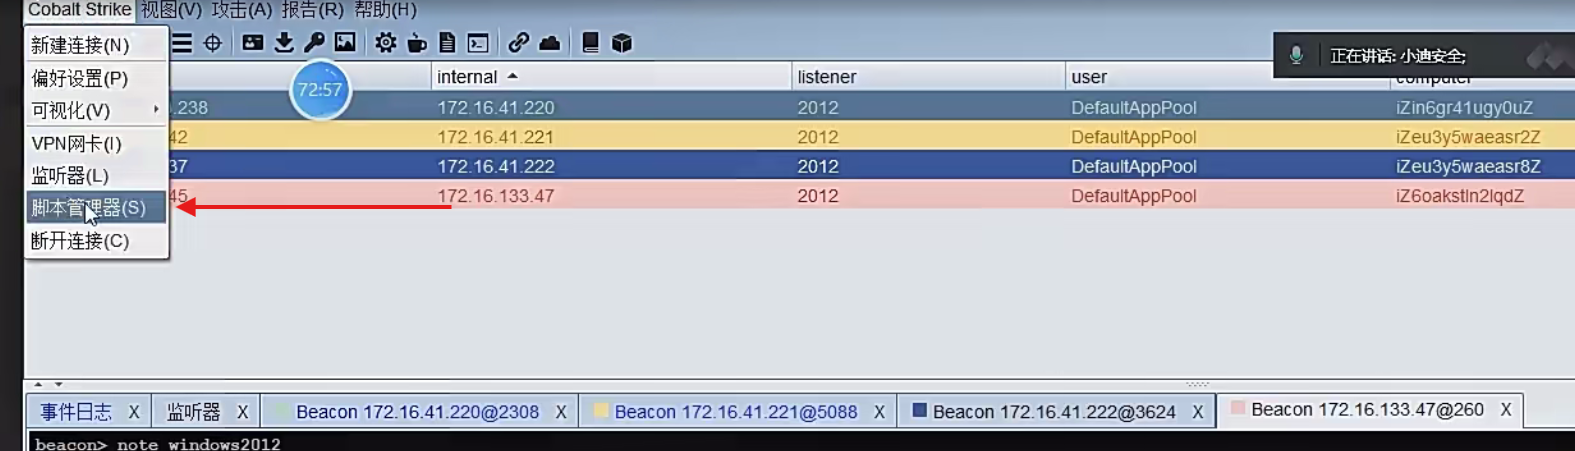 Cobalt Strike 视图(V) 攻击(A) 报告(R) 帮助(H)
新建连接(N)
偏好设置(P)
可视化(V)
VPN网卡(I)
监听器(L)
脚本管理器(S)
断开连接(C)
72:57
正在讲话: 小迪安全;
internal listener user computer
.238 172.16.41.220 2012 DefaultAppPool iZin6gr41ugy0uZ
42 172.16.41.221 2012 DefaultAppPool iZeu3y5waeasr2Z
37 172.16.41.222 2012 DefaultAppPool iZeu3y5waeasr8Z
45 172.16.133.47 2012 DefaultAppPool iZ6oakstln2lqdZ
事件日志 X 监听器 X Beacon 172.16.41.220@2308 X Beacon 172.16.41.221@5088 X Beacon 172.16.41.222@3624 X Beacon 172.16.133.47@260 X
beacon> note windows2012